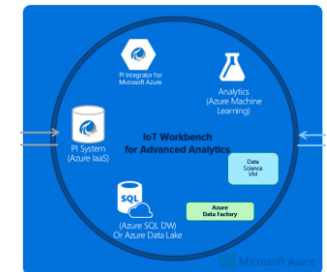 PI Integrator for
Microsoft Azure
Analytics
(Azure Machine
Learning)
PI System
(Azure IaaS)
IoT Workbench
for Advanced Analytics
Data
Science
VM
SQL
Azure
Data Factory
(Azure SQL DW)
Or Azure Data Lake
Microsoft Azure